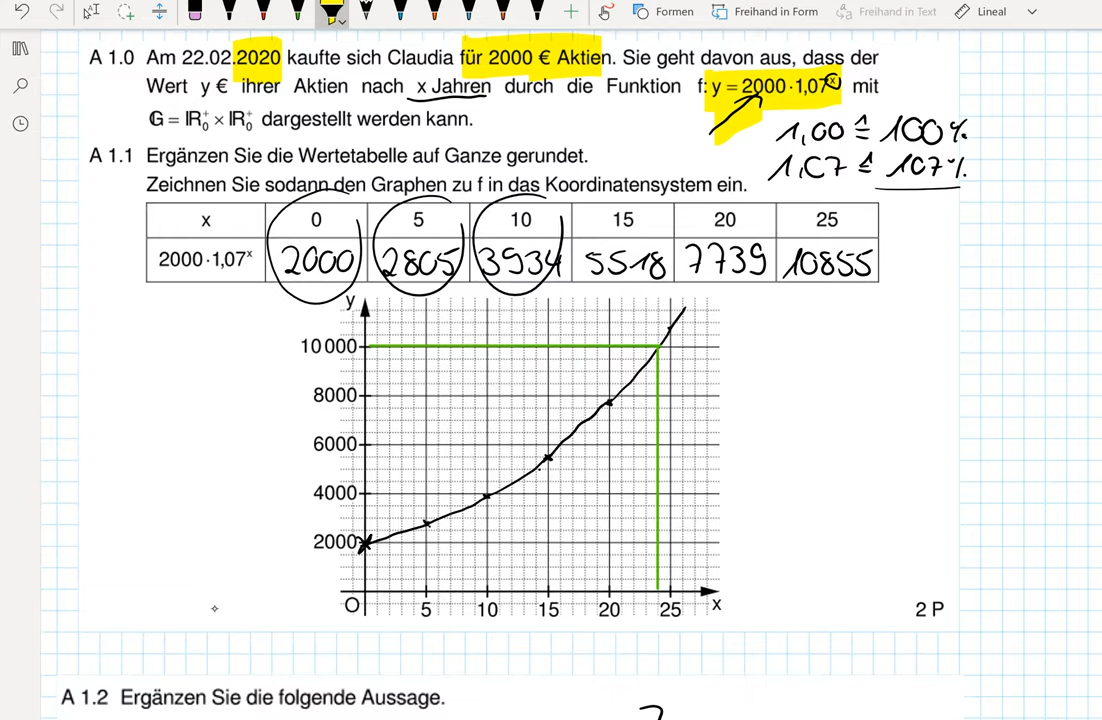 Formen Freihand in Form Freihand in Text Lineal
A 1.0 Am 22.02.2020 kaufte sich Claudia für 2000 € Aktien. Sie geht davon aus, dass der
Wert y € ihrer Aktien nach x Jahren durch die Funktion f: y = 2000 · 1,07ˣ mit
𝔾 = ℝ₀⁺ × ℝ₀⁺ dargestellt werden kann.
1,00 ≙ 100%
1,07 ≙ 107%
A 1.1 Ergänzen Sie die Wertetabelle auf Ganze gerundet.
Zeichnen Sie sodann den Graphen zu f in das Koordinatensystem ein.
x 0 5 10 15 20 25
2000 · 1,07ˣ 2000 2805 3934 5518 7739 10855
y
10 000
8000
6000
4000
2000
O 5 10 15 20 25 x
2 P
A 1.2 Ergänzen Sie die folgende Aussage.